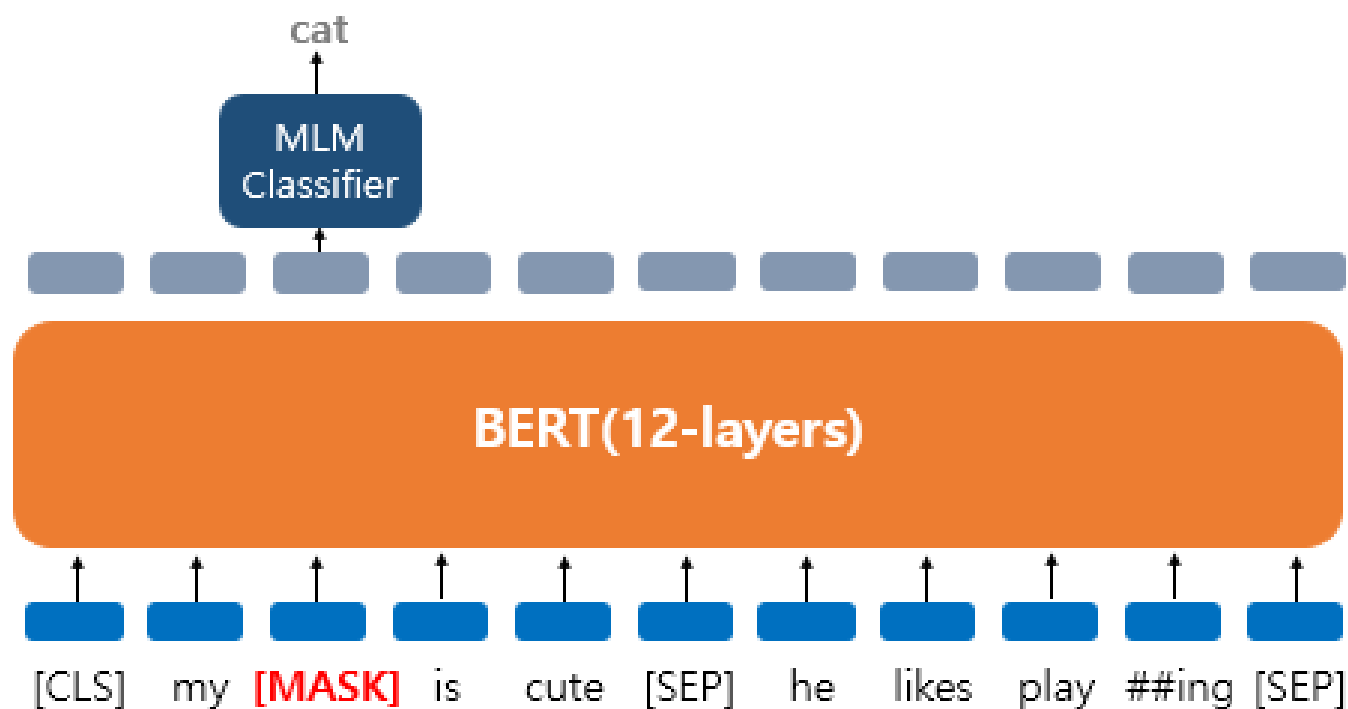 cat
MLM
Classifier
BERT(12-layers)
[CLS] my [MASK] is cute [SEP] he likes play ##ing [SEP]